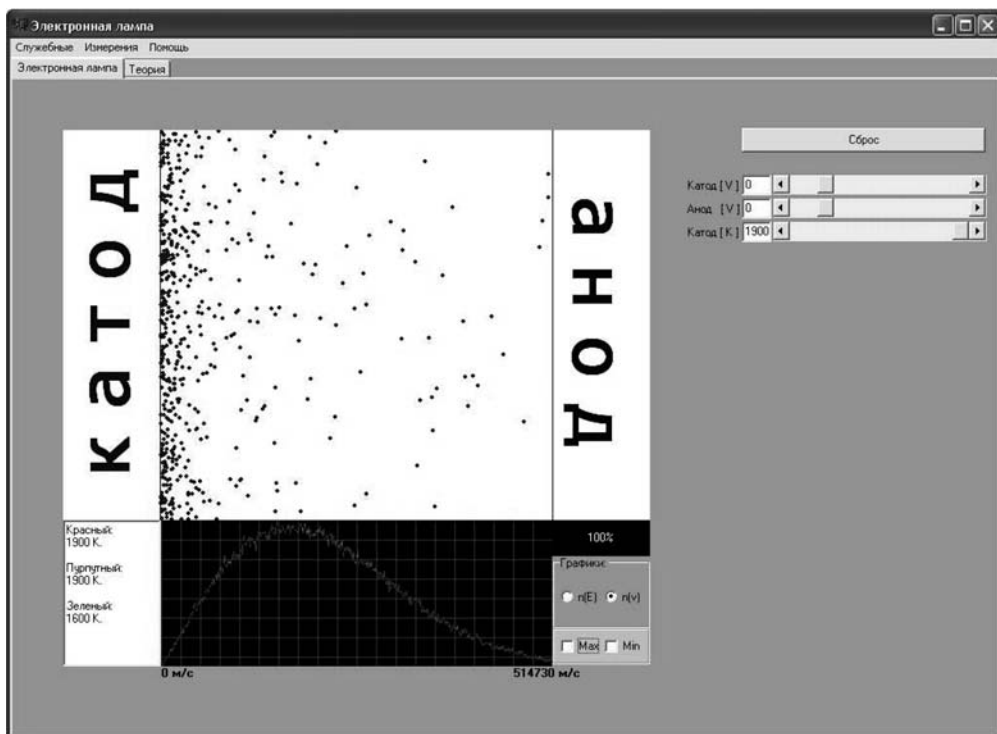 Электронная лампа
Служебные Измерения Помощь
Электронная лампа Теория
катод
анод
Сброс
Катод [ V ] 0
Анод [ V ] 0
Катод [ K ] 1900
Красный:
1900 К.
Пурпутный:
1900 К.
Зеленый:
1600 К.
100%
Графики:
n(E) n(v)
Max Min
0 м/с 514730 м/с